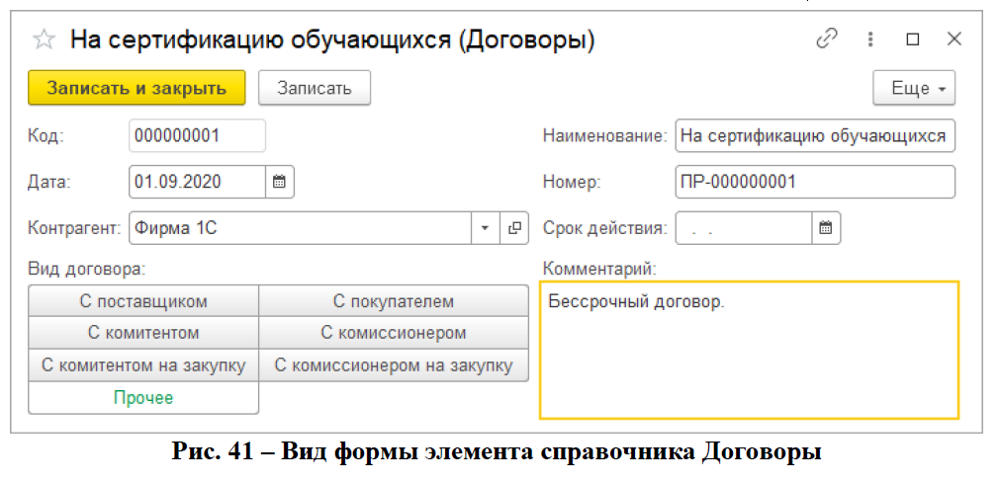 На сертификацию обучающихся (Договоры)
Записать и закрыть Записать Еще
Код: 000000001 Наименование: На сертификацию обучающихся
Дата: 01.09.2020 Номер: ПР-000000001
Контрагент: Фирма 1С Срок действия: . .
Вид договора: Комментарий:
С поставщиком С покупателем Бессрочный договор.
С комитентом С комиссионером
С комитентом на закупку С комиссионером на закупку
Прочее
Рис. 41 – Вид формы элемента справочника Договоры